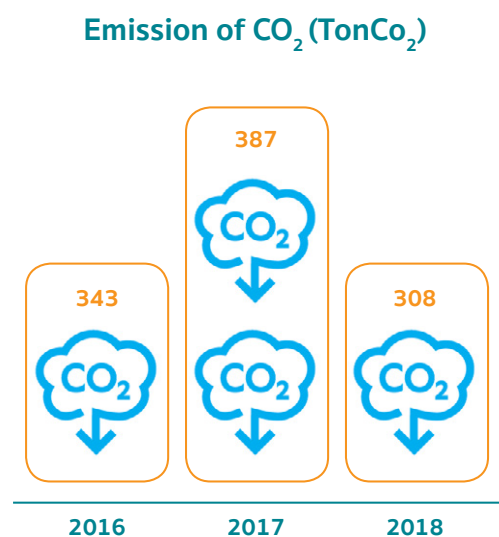 Emission of CO₂ (TonCo₂)
387
CO₂
343
308
CO₂
CO₂
CO₂
2016
2017
2018